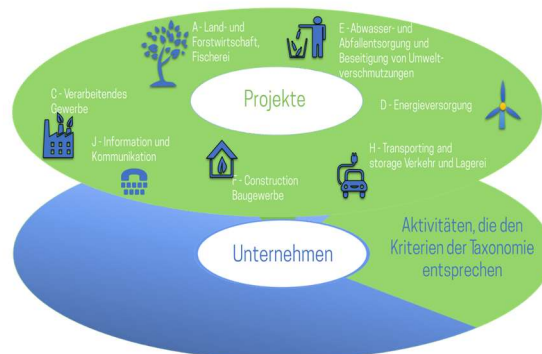 A - Land- und
Forstwirtschaft,
Fischerei
E - Abwasser- und
Abfallentsorgung und
Beseitigung von Umwelt-
verschmutzungen
C - Verarbeitendes
Gewerbe
Projekte
D - Energieversorgung
J - Information und
Kommunikation
F - Construction
Baugewerbe
H - Transporting and
storage Verkehr und Lagerei
Unternehmen
Aktivitäten, die den
Kriterien der Taxonomie
entsprechen